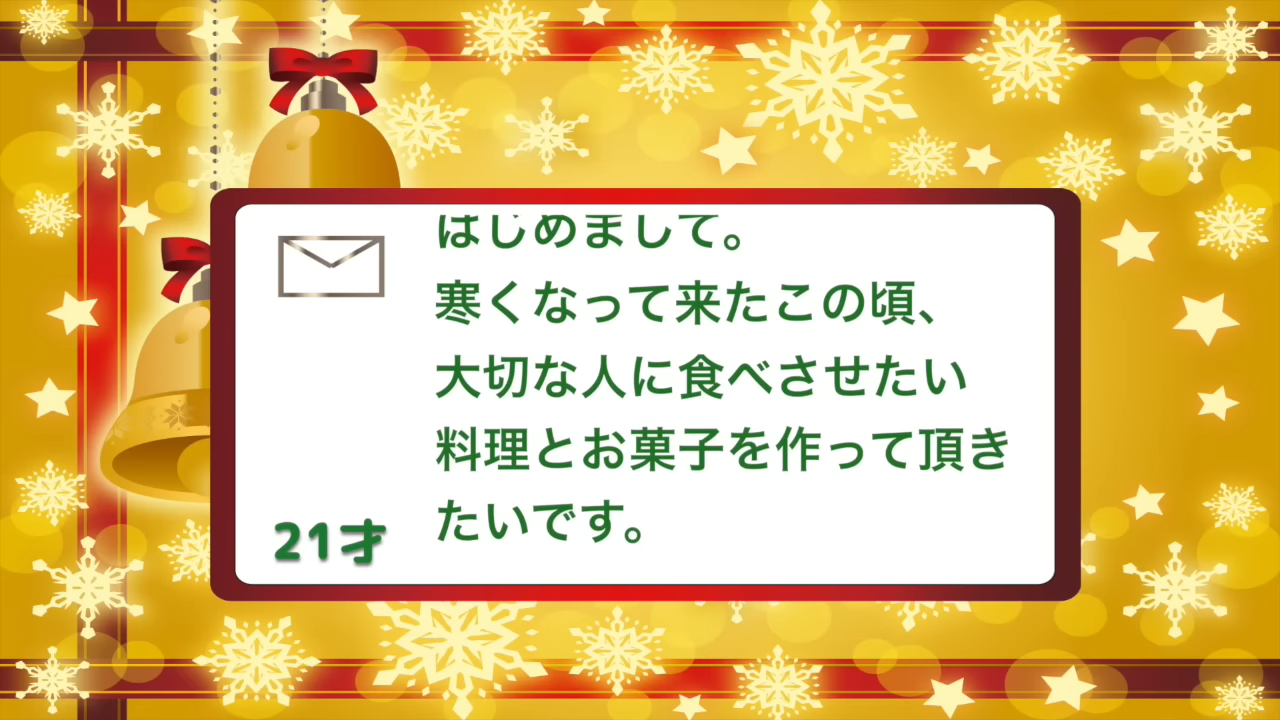 はじめまして。
寒くなって来たこの頃、
大切な人に食べさせたい
料理とお菓子を作って頂き
たいです。
21才